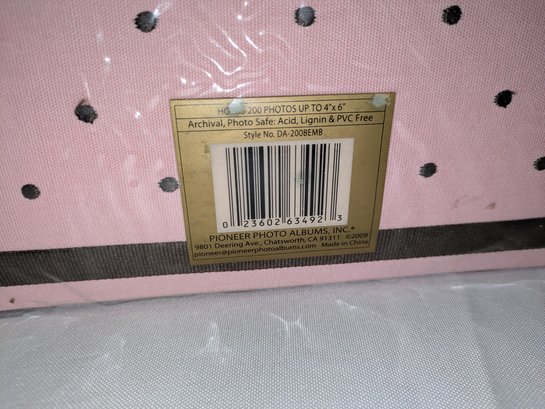 HOLDS 200 PHOTOS UP TO 4"x 6"
Archival, Photo Safe: Acid, Lignin & PVC Free
Style No. DA-200BEMB
0 23602 63492 3
PIONEER PHOTO ALBUMS, INC.®
9801 Deering Ave., Chatsworth, CA 91311 ©2009
pioneer@pioneerphotoalbums.com Made in China